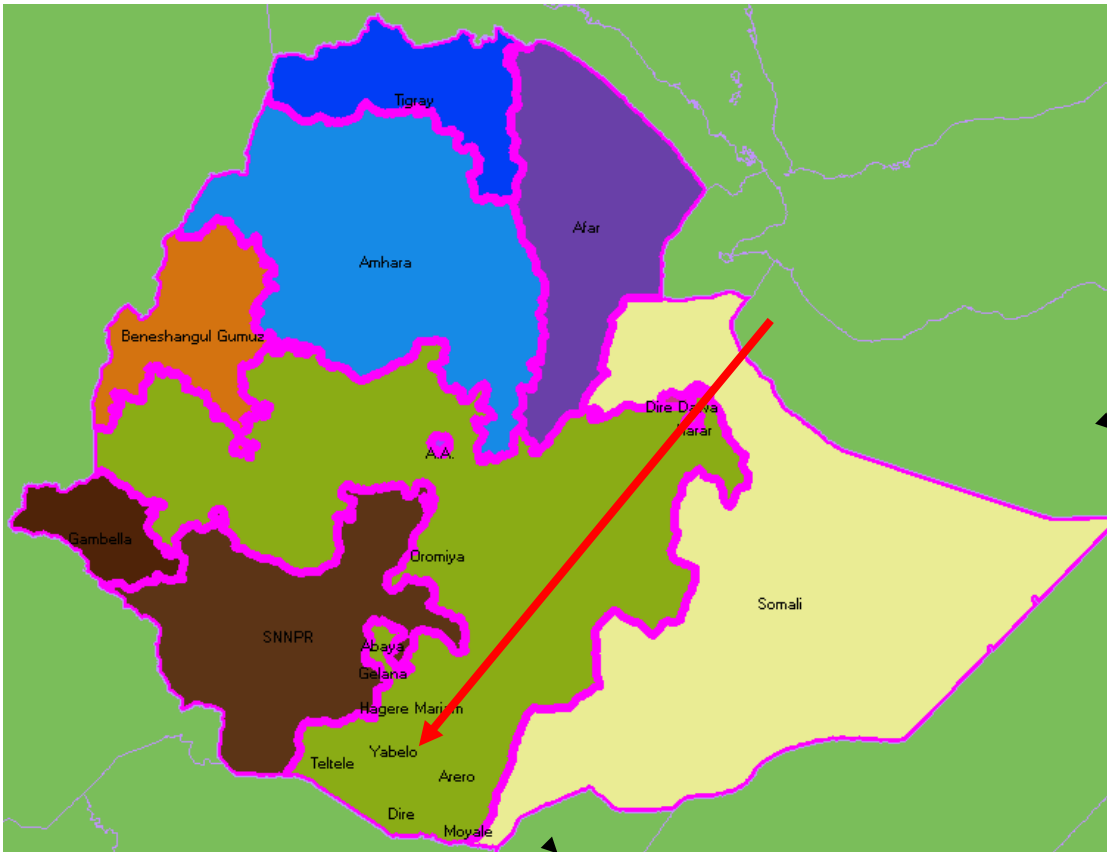 Tigray
Afar
Amhara
Beneshangul Gumuz
Dire Dawa
Harar
A.A.
Gambella
Oromiya
Somali
SNNPR
Abaya
Gelana
Hagere Mariam
Yabelo
Teltele
Arero
Dire
Moyale